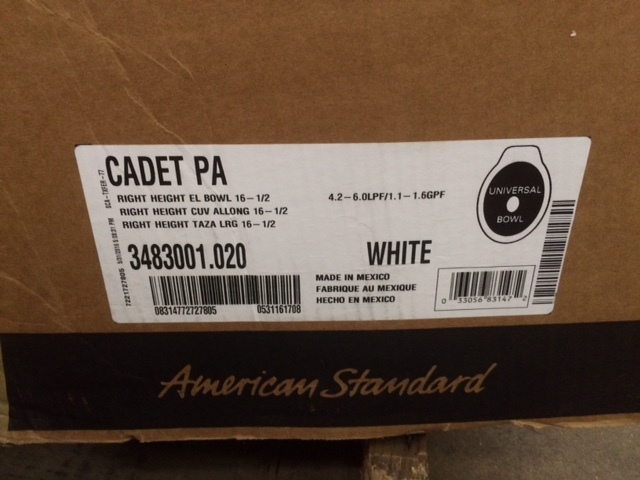 CADET PA
RIGHT HEIGHT EL BOWL 16-1/2
RIGHT HEIGHT CUV ALLONG 16-1/2
RIGHT HEIGHT TAZA LRG 16-1/2
4.2-6.0LPF/1.1-1.6GPF
UNIVERSAL
BOWL
3483001.020
WHITE
MADE IN MEXICO
FABRIQUE AU MEXIQUE
HECHO EN MEXICO
08314772727805
0531161708
0 33056 83147 2
7221727805
American Standard